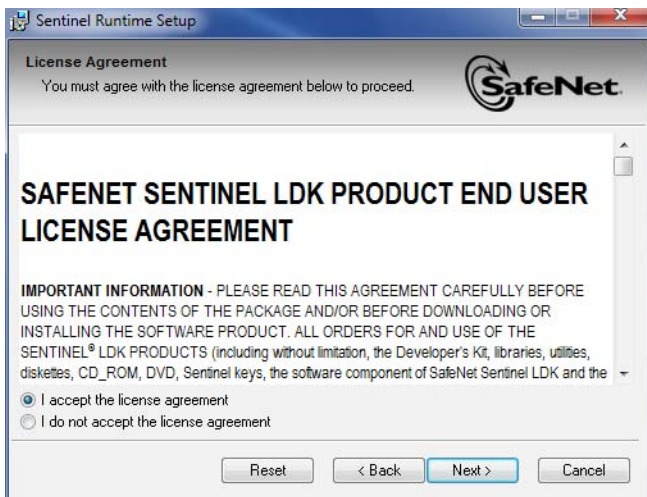 Sentinel Runtime Setup
License Agreement
You must agree with the license agreement below to proceed.
SafeNet.
SAFENET SENTINEL LDK PRODUCT END USER
LICENSE AGREEMENT
IMPORTANT INFORMATION - PLEASE READ THIS AGREEMENT CAREFULLY BEFORE
USING THE CONTENTS OF THE PACKAGE AND/OR BEFORE DOWNLOADING OR
INSTALLING THE SOFTWARE PRODUCT. ALL ORDERS FOR AND USE OF THE
SENTINEL® LDK PRODUCTS (including without limitation, the Developer's Kit, libraries, utilities,
diskettes, CD_ROM, DVD, Sentinel keys, the software component of SafeNet Sentinel LDK and the
I accept the license agreement
I do not accept the license agreement
Reset
< Back
Next >
Cancel